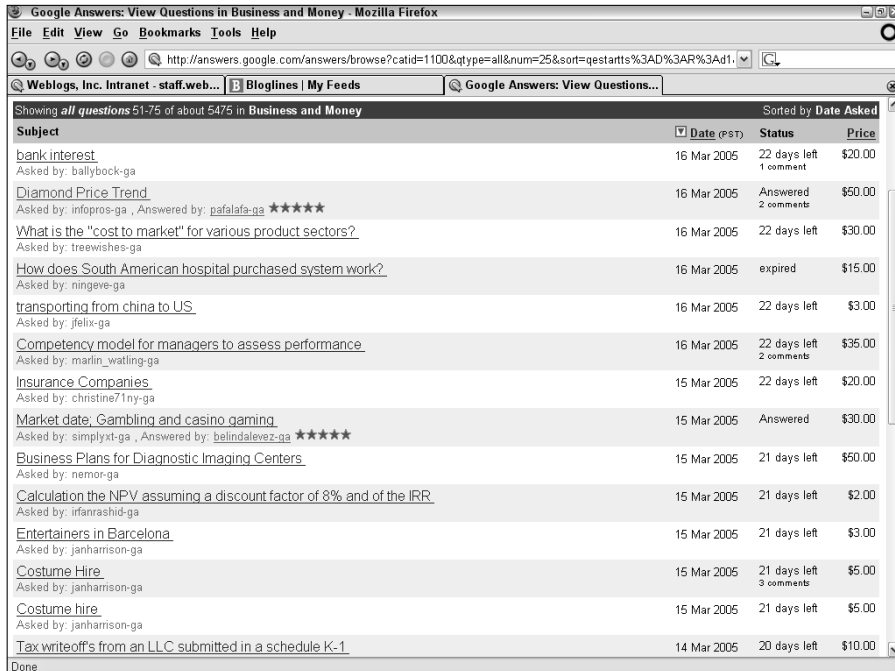 Google Answers: View Questions in Business and Money - Mozilla Firefox
File Edit View Go Bookmarks Tools Help
http://answers.google.com/answers/browse?catid=1100&qtype=all&num=25&sort=qestartts%3AD%3AR%3Ad1
Weblogs, Inc. Intranet - staff.web... Bloglines | My Feeds Google Answers: View Questions...
Showing all questions 51-75 of about 5475 in Business and Money Sorted by Date Asked
Subject Date (PST) Status Price
bank interest 16 Mar 2005 22 days left $20.00
Asked by: ballybock-ga 1 comment
Diamond Price Trend 16 Mar 2005 Answered $50.00
Asked by: infopros-ga , Answered by: pafalafa-ga ★★★★★ 2 comments
What is the "cost to market" for various product sectors? 16 Mar 2005 22 days left $30.00
Asked by: treewishes-ga
How does South American hospital purchased system work? 16 Mar 2005 expired $15.00
Asked by: ningeve-ga
transporting from china to US 16 Mar 2005 22 days left $3.00
Asked by: jfelix-ga
Competency model for managers to assess performance 16 Mar 2005 22 days left $35.00
Asked by: marlin_watling-ga 2 comments
Insurance Companies 15 Mar 2005 22 days left $20.00
Asked by: christine71ny-ga
Market date; Gambling and casino gaming 15 Mar 2005 Answered $30.00
Asked by: simplyxt-ga , Answered by: belindalevez-ga ★★★★★
Business Plans for Diagnostic Imaging Centers 15 Mar 2005 21 days left $50.00
Asked by: nemor-ga
Calculation the NPV assuming a discount factor of 8% and of the IRR 15 Mar 2005 21 days left $2.00
Asked by: irfanrashid-ga
Entertainers in Barcelona 15 Mar 2005 21 days left $3.00
Asked by: janharrison-ga
Costume Hire 15 Mar 2005 21 days left $5.00
Asked by: janharrison-ga 3 comments
Costume hire 15 Mar 2005 21 days left $5.00
Asked by: janharrison-ga
Tax writeoff's from an LLC submitted in a schedule K-1 14 Mar 2005 20 days left $10.00
Done